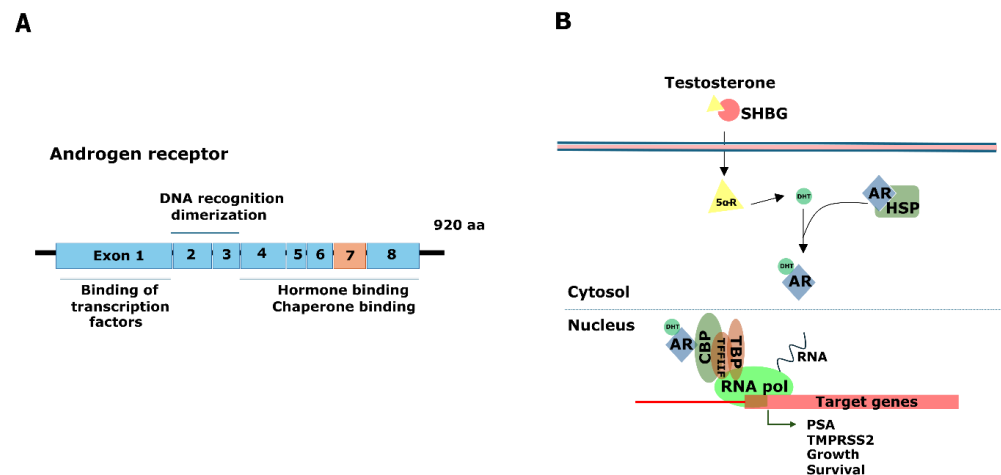 A
Androgen receptor
DNA recognition
dimerization
920 aa
Exon 1
2
3
4
5
6
7
8
Binding of
transcription
factors
Hormone binding
Chaperone binding
B
Testosterone
SHBG
5αR
DHT
AR
HSP
DHT
AR
Cytosol
Nucleus
DHT
AR
CBP
TFFIIF
TBP
RNA
RNA pol
Target genes
PSA
TMPRSS2
Growth
Survival